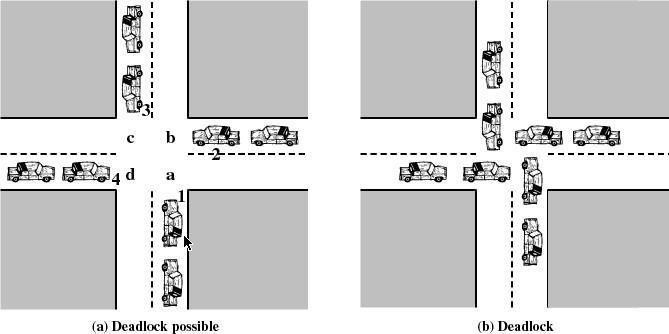 3
c b
2
4 d a
1
(a) Deadlock possible
(b) Deadlock